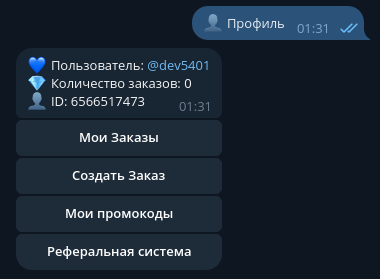 👤 Профиль 01:31
💙 Пользователь: @dev5401
💎 Количество заказов: 0
👤 ID: 6566517473 01:31
Мои Заказы
Создать Заказ
Мои промокоды
Реферальная система